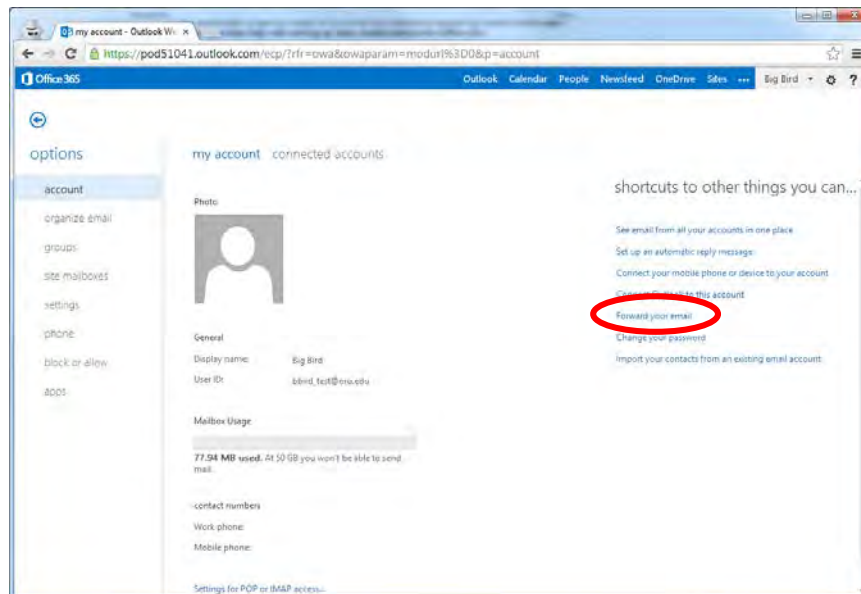 my account - Outlook We
https://pod51041.outlook.com/ecp/?rfr=owa&owaparam=modurl%3D0&p=account
Office 365 Outlook Calendar People Newsfeed OneDrive Sites ••• Big Bird ?
options
my account connected accounts
account
organize email
groups
site mailboxes
settings
phone
block or allow
apps
Photo
General
Display name: Big Bird
User ID:
Mailbox Usage
77.94 MB used. At 50 GB you won't be able to send
mail.
contact numbers
Work phone:
Mobile phone:
Settings for POP or IMAP access...
shortcuts to other things you can...
See email from all your accounts in one place
Set up an automatic reply message
Connect your mobile phone or device to your account
Connect Outlook to this account
Forward your email
Change your password
Import your contacts from an existing email account